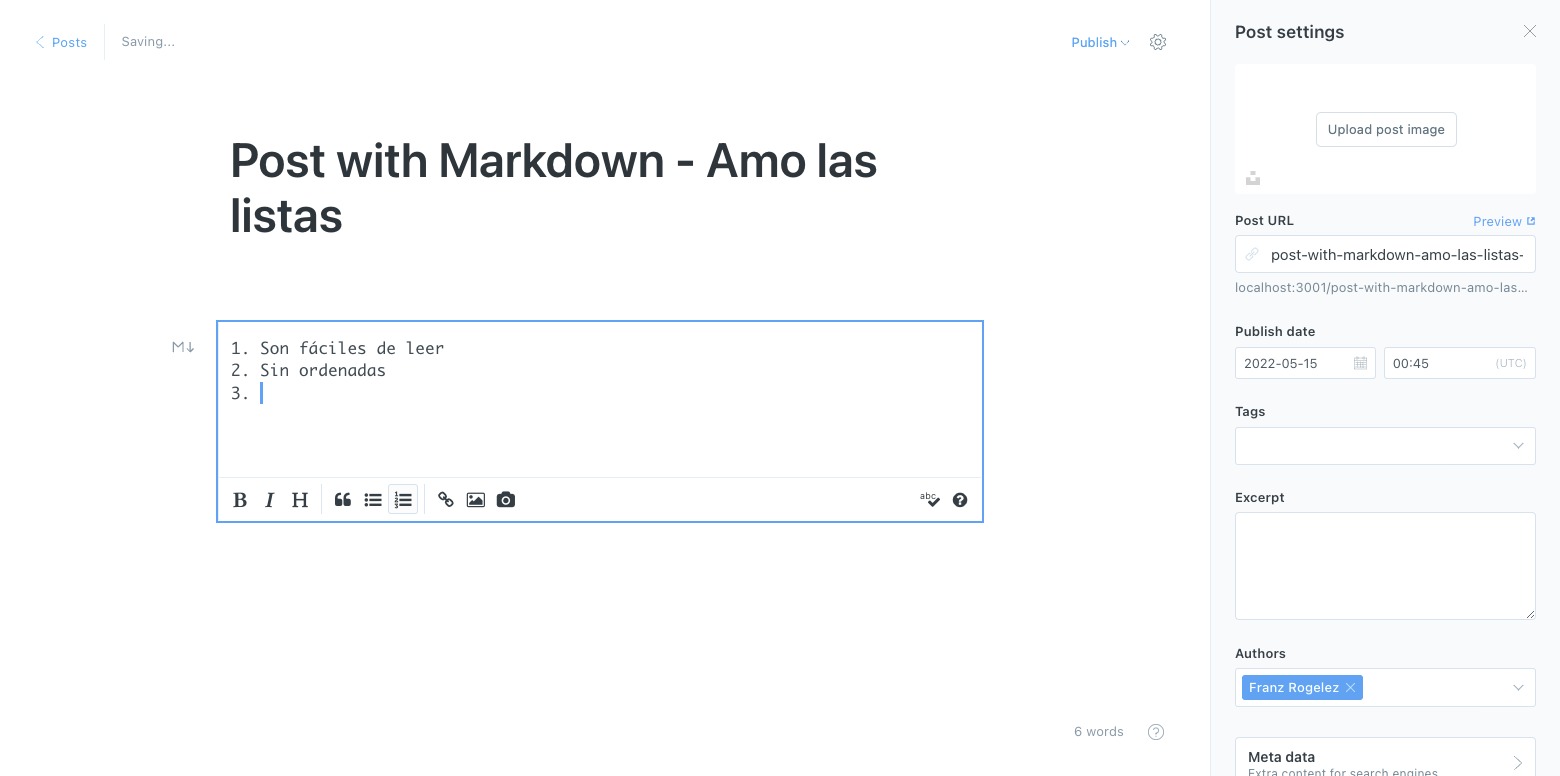 Posts
Saving...
Publish
Post with Markdown - Amo las
listas
M↓
1. Son fáciles de leer
2. Sin ordenadas
3.
B I H
abc
6 words
Post settings
Upload post image
Post URL
Preview
post-with-markdown-amo-las-listas-
localhost:3001/post-with-markdown-amo-las...
Publish date
2022-05-15
00:45 (UTC)
Tags
Excerpt
Authors
Franz Rogelez
Meta data
Extra content for search engines